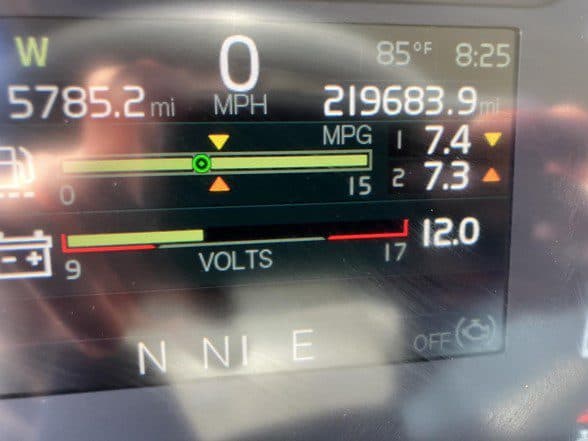 W 0 85°F 8:25
5785.2 mi MPH 219683.9 mi
MPG 1 7.4
0 15 2 7.3
9 VOLTS 17 12.0
N NI E OFF